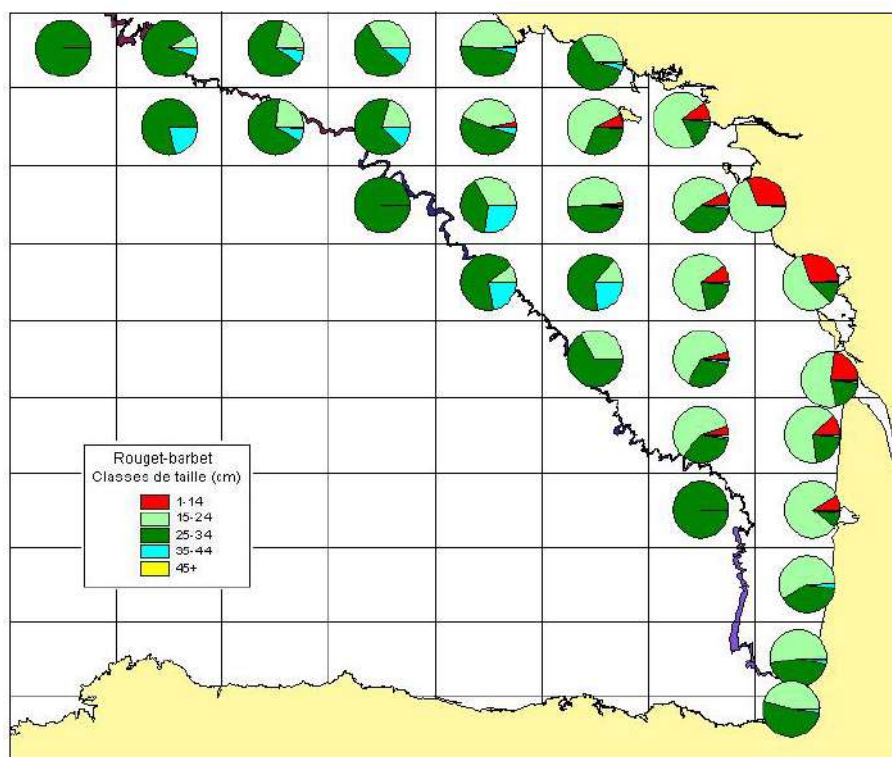 Rouget-barbet
Classes de taille (cm)
1-14
15-24
25-34
35-44
45+